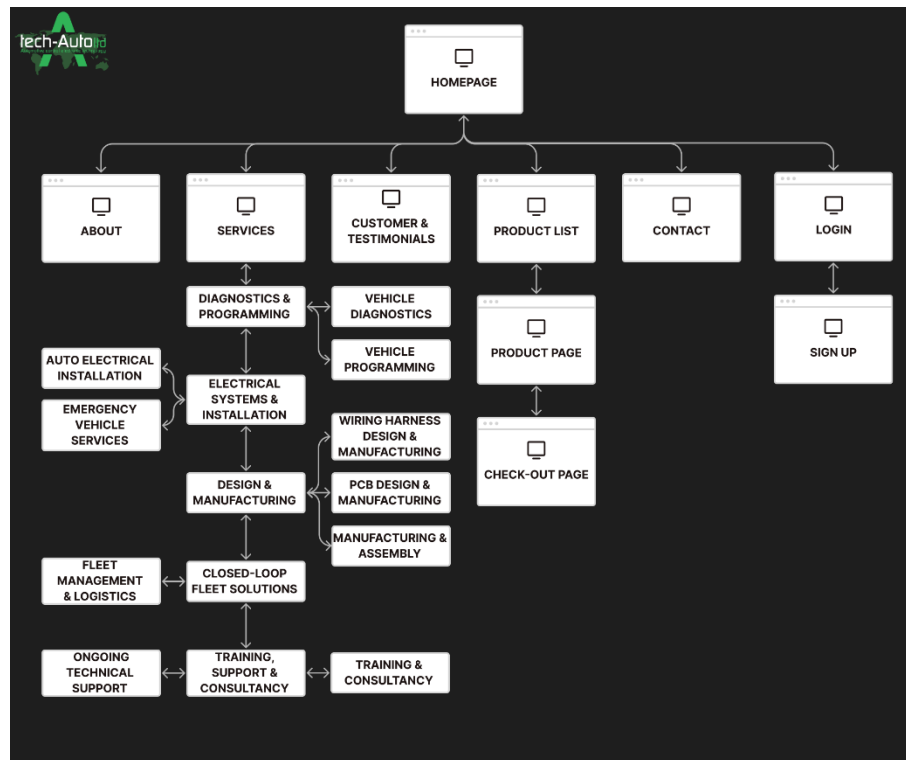 tech-Auto ltd
HOMEPAGE
ABOUT
SERVICES
CUSTOMER &
TESTIMONIALS
PRODUCT LIST
CONTACT
LOGIN
DIAGNOSTICS &
PROGRAMMING
VEHICLE
DIAGNOSTICS
VEHICLE
PROGRAMMING
PRODUCT PAGE
SIGN UP
AUTO ELECTRICAL
INSTALLATION
ELECTRICAL
SYSTEMS &
INSTALLATION
EMERGENCY
VEHICLE
SERVICES
WIRING HARNESS
DESIGN &
MANUFACTURING
CHECK-OUT PAGE
DESIGN &
MANUFACTURING
PCB DESIGN &
MANUFACTURING
MANUFACTURING &
ASSEMBLY
FLEET
MANAGEMENT
& LOGISTICS
CLOSED-LOOP
FLEET SOLUTIONS
ONGOING
TECHNICAL
SUPPORT
TRAINING,
SUPPORT &
CONSULTANCY
TRAINING &
CONSULTANCY